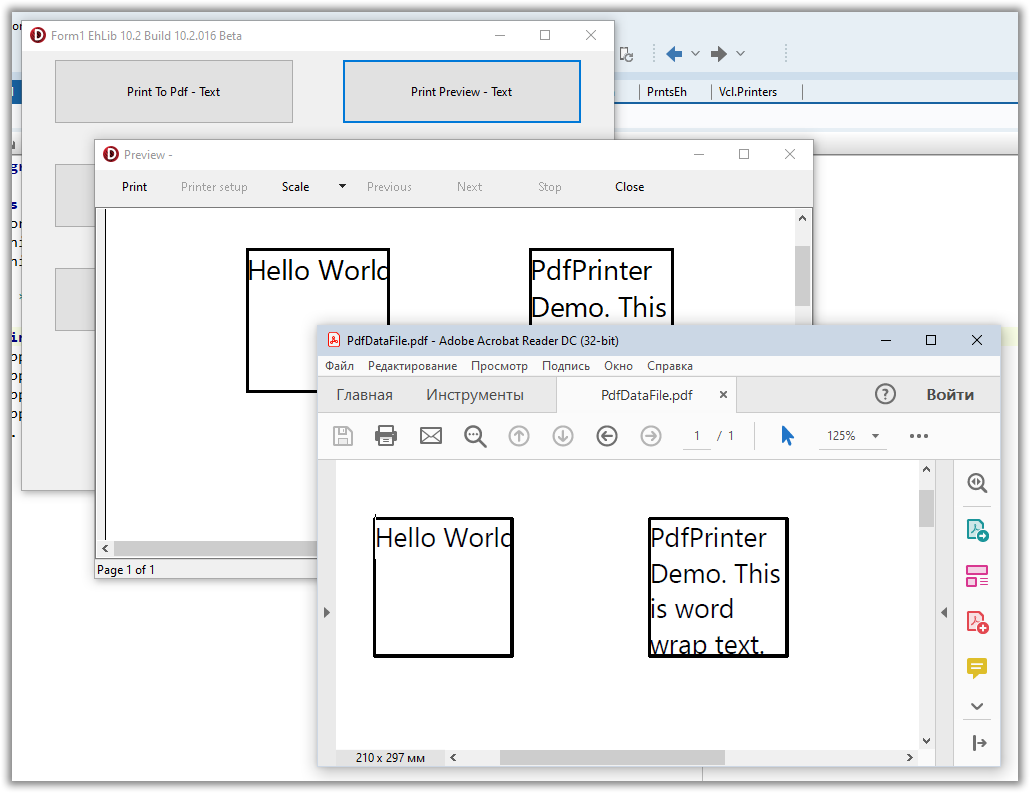 Form1 EhLib 10.2 Build 10.2.016 Beta
Print To Pdf - Text
Print Preview - Text
PrntsEh
Vcl.Printers
Preview -
Print
Printer setup
Scale
Previous
Next
Stop
Close
Hello World
PdfPrinter
Demo. This
Page 1 of 1
PdfDataFile.pdf - Adobe Acrobat Reader DC (32-bit)
Файл Редактирование Просмотр Подпись Окно Справка
Главная Инструменты PdfDataFile.pdf × ? Войти
1 / 1 125%
Hello World
PdfPrinter
Demo. This
is word
wrap text.
210 x 297 мм